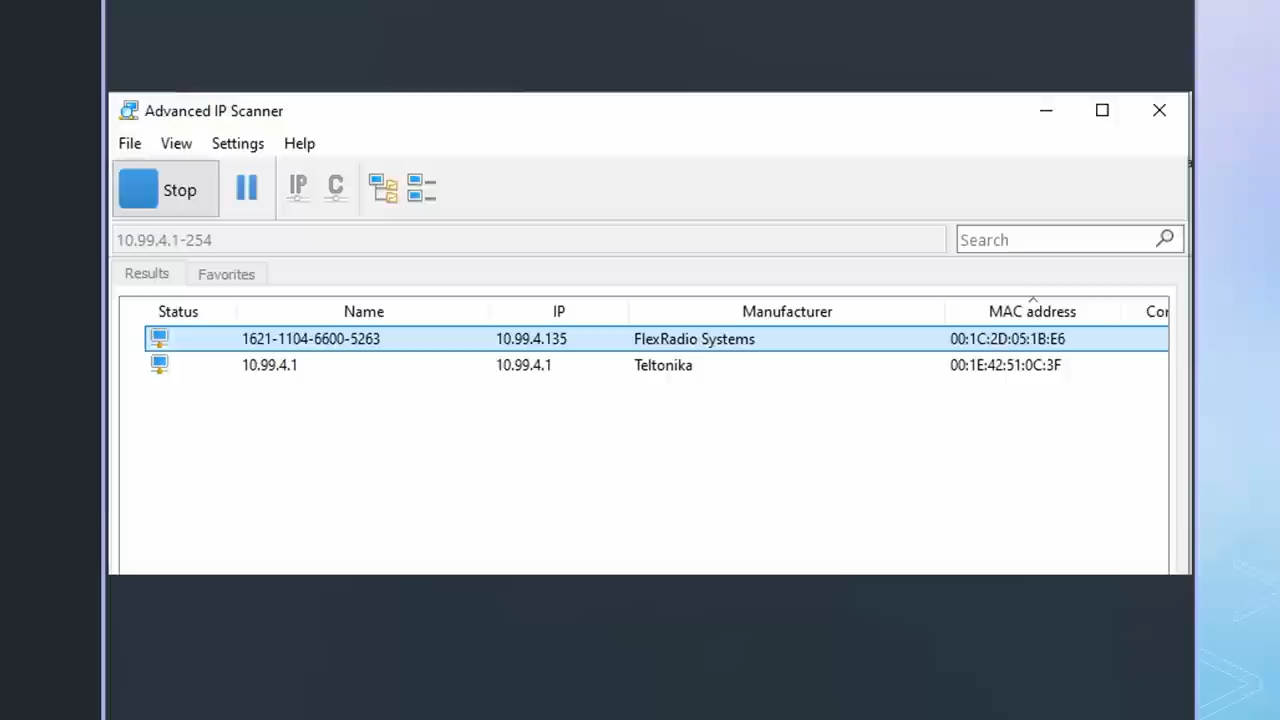 Advanced IP Scanner
File View Settings Help
Stop IP C
10.99.4.1-254 Search
Results Favorites
Status Name IP Manufacturer MAC address
1621-1104-6600-5263 10.99.4.135 FlexRadio Systems 00:1C:2D:05:1B:E6
10.99.4.1 10.99.4.1 Teltonika 00:1E:42:51:0C:3F